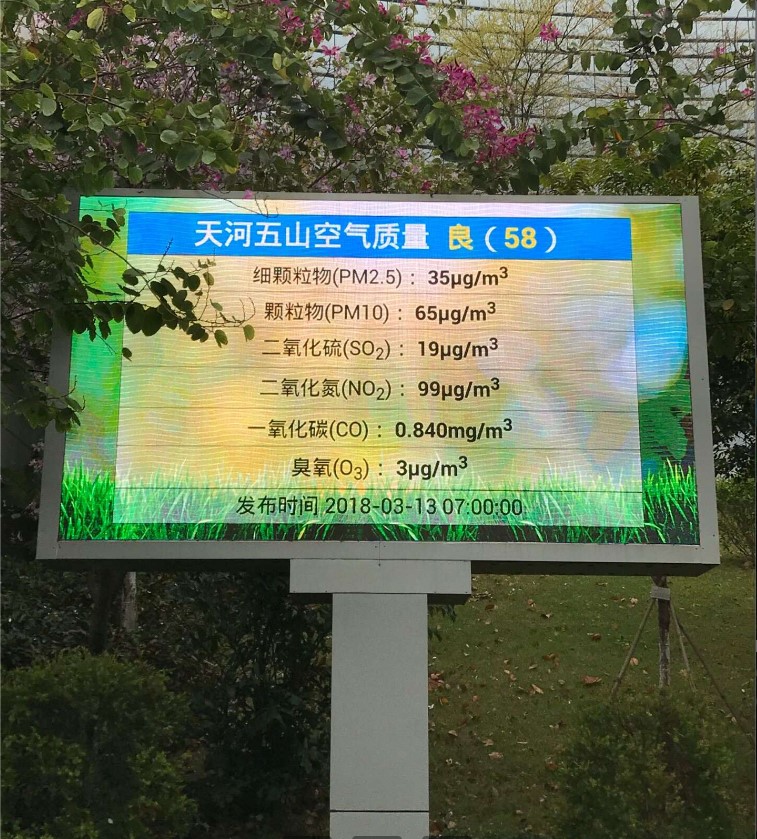 天河五山空气质量 良（58）
细颗粒物(PM2.5)： 35μg/m³
颗粒物(PM10)： 65μg/m³
二氧化硫(SO₂)： 19μg/m³
二氧化氮(NO₂)： 99μg/m³
一氧化碳(CO)： 0.840mg/m³
臭氧(O₃)： 3μg/m³
发布时间 2018-03-13 07:00:00